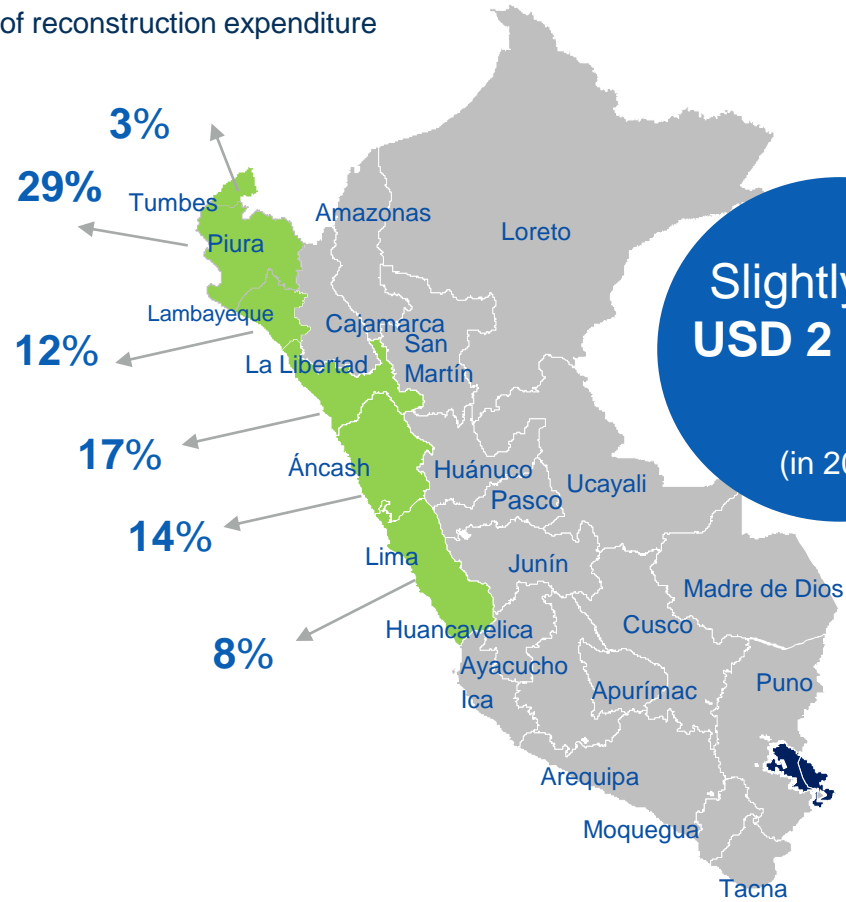 of reconstruction expenditure
3%
29%
Tumbes
Amazonas
Loreto
Piura
Slightly
USD 2
Lambayeque
Cajamarca
San
Martín
12%
La Libertad
17%
Áncash
Huánuco
Ucayali
(in 20
Pasco
14%
Lima
Junín
Madre de Dios
Huancavelica
Cusco
8%
Ayacucho
Ica
Apurímac
Puno
Arequipa
Moquegua
Tacna